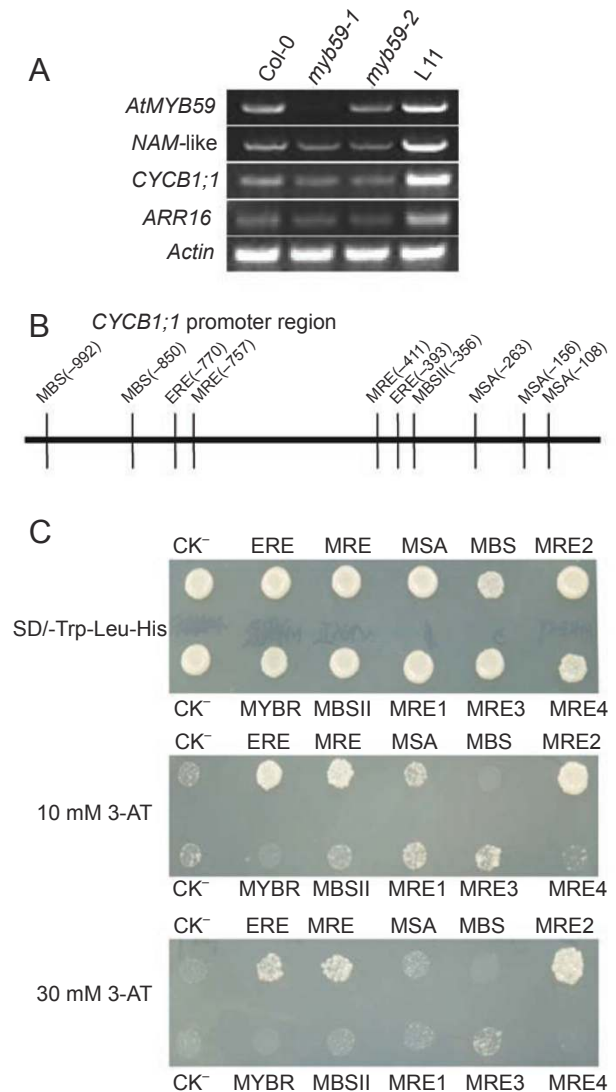 A
Col-0 myb59-1 myb59-2 L11
AtMYB59
NAM-like
CYCB1;1
ARR16
Actin
B
CYCB1;1 promoter region
MBS(−992) MBS(−850) ERE(−770) MRE(−757) MRE(−411) ERE(−393) MBSII(−356) MSA(−263) MSA(−156) MSA(−108)
C
CK− ERE MRE MSA MBS MRE2
SD/-Trp-Leu-His
CK− MYBR MBSII MRE1 MRE3 MRE4
CK− ERE MRE MSA MBS MRE2
10 mM 3-AT
CK− MYBR MBSII MRE1 MRE3 MRE4
CK− ERE MRE MSA MBS MRE2
30 mM 3-AT
CK− MYBR MBSII MRE1 MRE3 MRE4